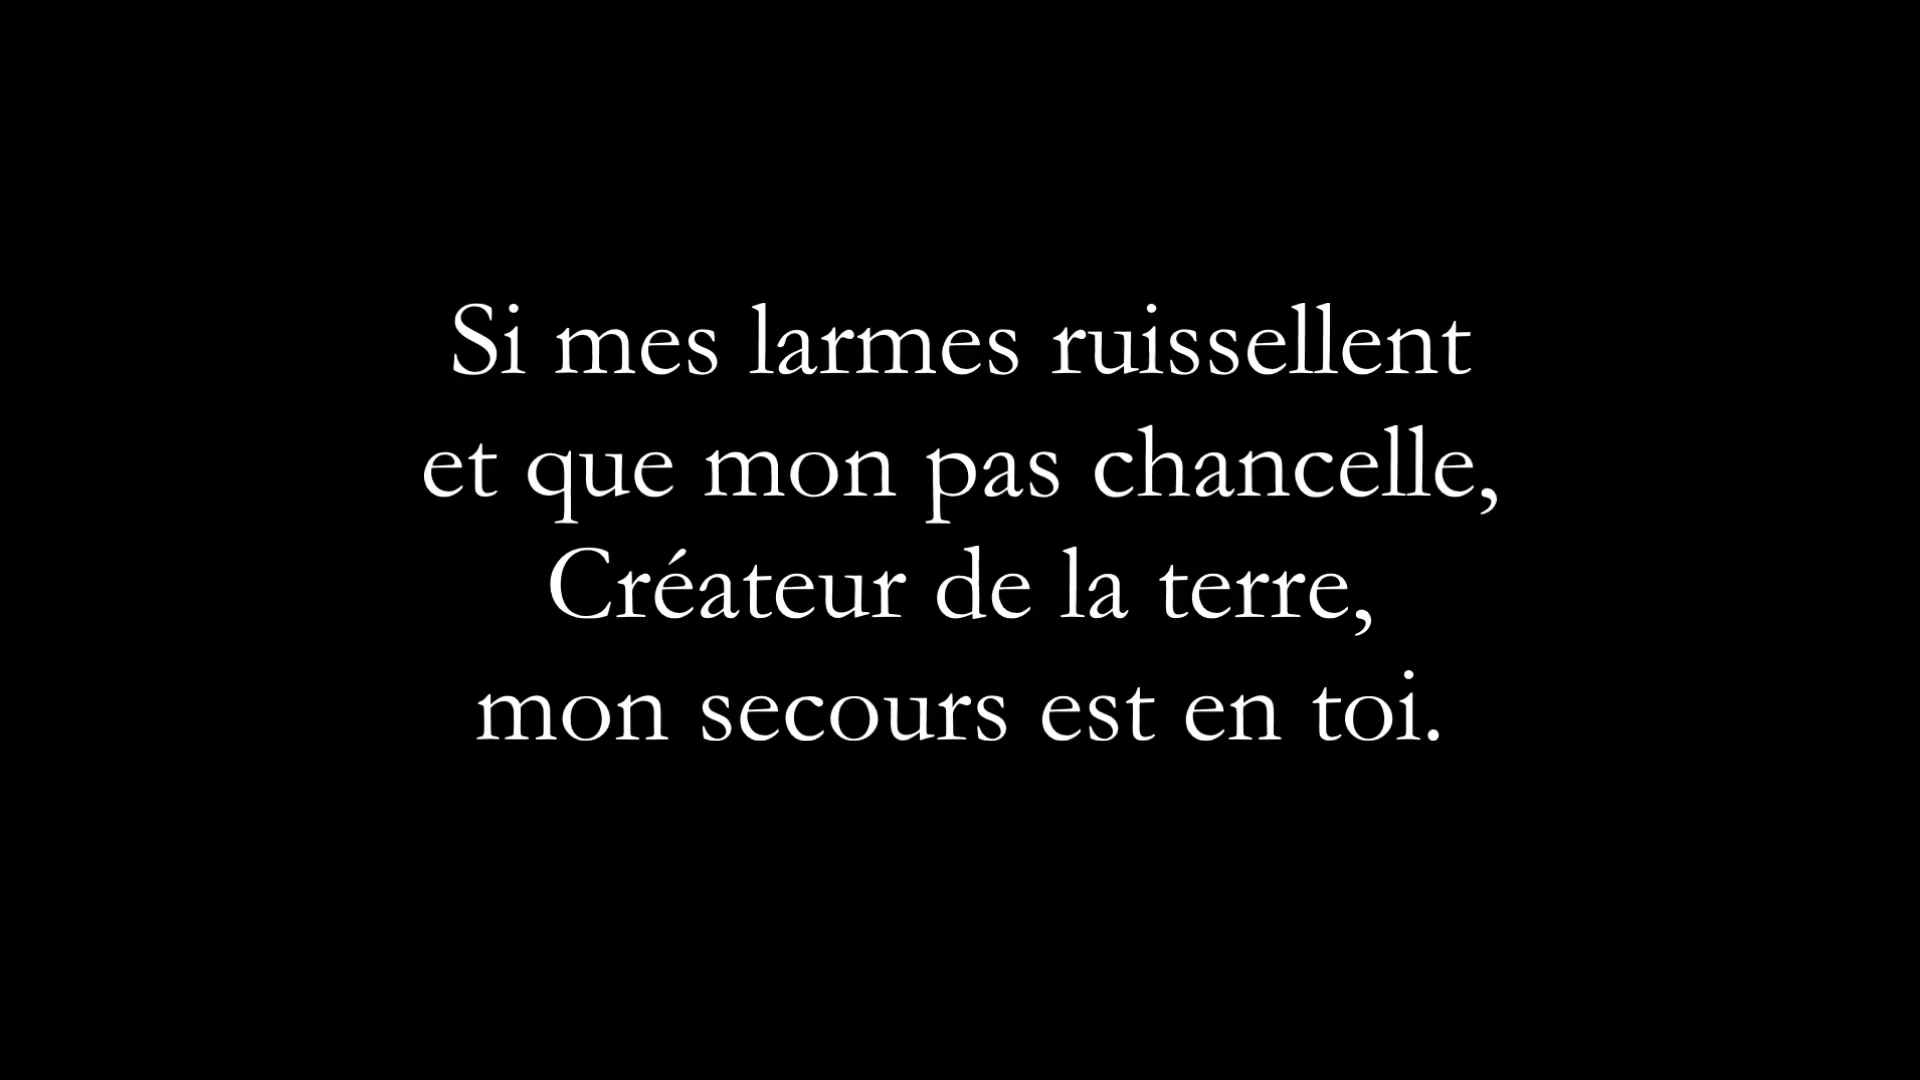 Si mes larmes ruissellent
et que mon pas chancelle,
Créateur de la terre,
mon secours est en toi.